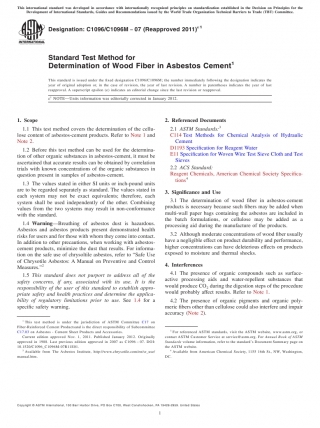 This international standard was developed in accordance with internationally recognized principles on standardization established in the Decision on Principles for the
Development of International Standards, Guides and Recommendations issued by the World Trade Organization Technical Barriers to Trade (TBT) Committee.
Designation: C1096/C1096M − 07 (Reapproved 2011)ε1
INTERNATIONAL
Standard Test Method for
Determination of Wood Fiber in Asbestos Cement1
This standard is issued under the fixed designation C1096/C1096M; the number immediately following the designation indicates the
year of original adoption or, in the case of revision, the year of last revision. A number in parentheses indicates the year of last
reapproval. A superscript epsilon (ε) indicates an editorial change since the last revision or reapproval.
ε1 NOTE—Units information was editorially corrected in January 2012.
1. Scope
1.1 This test method covers the determination of the cellu-
lose content of asbestos-cement products. Refer to Note 1 and
Note 2.
1.2 Before this test method can be used for the determina-
tion of other organic substances in asbestos-cement, it must be
ascertained that accurate results can be obtained by correlation
trials with known concentrations of the organic substances in
question present in samples of asbestos-cement.
1.3 The values stated in either SI units or inch-pound units
are to be regarded separately as the standard. The values stated in
each system may not be exact equivalents; therefore, each
system shall be used independently of the other. Combining
values from the two systems may result in non-conformance
with the standard.
1.4 Warning—Breathing of asbestos dust is hazardous.
Asbestos and asbestos products present demonstrated health
risks for users and for those with whom they come into contact.
In addition to other precautions, when working with asbestos-
cement products, minimize the dust that results. For informa-
tion on the safe use of chrysotile asbestos, refer to "Safe Use
of Chrysotile Asbestos: A Manual on Preventive and Control
Measures."2
1.5 This standard does not purport to address all of the
safety concerns, if any, associated with its use. It is the
responsibility of the user of this standard to establish appro-
priate safety and health practices and determine the applica-
bility of regulatory limitations prior to use. See 1.4 for a
specific safety warning.
1 This test method is under the jurisdiction of ASTM Committee C17 on
Fiber-Reinforced Cement Products and is the direct responsibility of Subcommittee
C17.03 on Asbestos - Cement Sheet Products and Accessories.
Current edition approved Nov. 1, 2011. Published January 2012. Originally
approved in 1988. Last previous edition approved in 2007 as C1096 – 07. DOI:
10.1520/C1096_C1096M-07R11E01.
2 Available from The Asbestos Institute,
2. Referenced Documents
2.1 ASTM Standards:3
C114 Test Methods for Chemical Analysis of Hydraulic
Cement
D1193 Specification for Reagent Water
E11 Specification for Woven Wire Test Sieve Cloth and Test
Sieves
2.2 ACS Standard:
Reagent Chemicals, American Chemical Society Specifica-
tions4
3. Significance and Use
3.1 The determination of wood fiber in asbestos-cement
products is necessary because such fibers may be added when
multi-wall paper bags containing the asbestos are included in
the batch formulations, or cellulose may be added as a
processing aid during the manufacture of the products.
3.2 Although moderate concentrations of wood fiber usually
have a negligible effect on product durability and performance,
higher concentrations can have deleterious effects on products
exposed to moisture and thermal shocks.
4. Interferences
4.1 The presence of organic compounds such as surface-
active processing aids and water-repellent substances that
would produce CO2 during the digestion steps of the procedure
would probably affect results. Refer to Note 1.
4.2 The presence of organic pigments and organic poly-
meric fibers other than cellulose could also interfere and impair
accuracy (Note 2).
3 For referenced ASTM standards, visit the ASTM website, www.astm.org, or
contact ASTM Customer Service at service@astm.org. For Annual Book of ASTM
Standards volume information, refer to the standard's Document Summary page on
the ASTM website.
4 Available from American Chemical Society, 1155 16th St., NW, Washington,
DC.
Copyright © ASTM International, 100 Barr Harbor Drive, PO Box C700, West Conshohocken, PA 19428-2959. United States
1